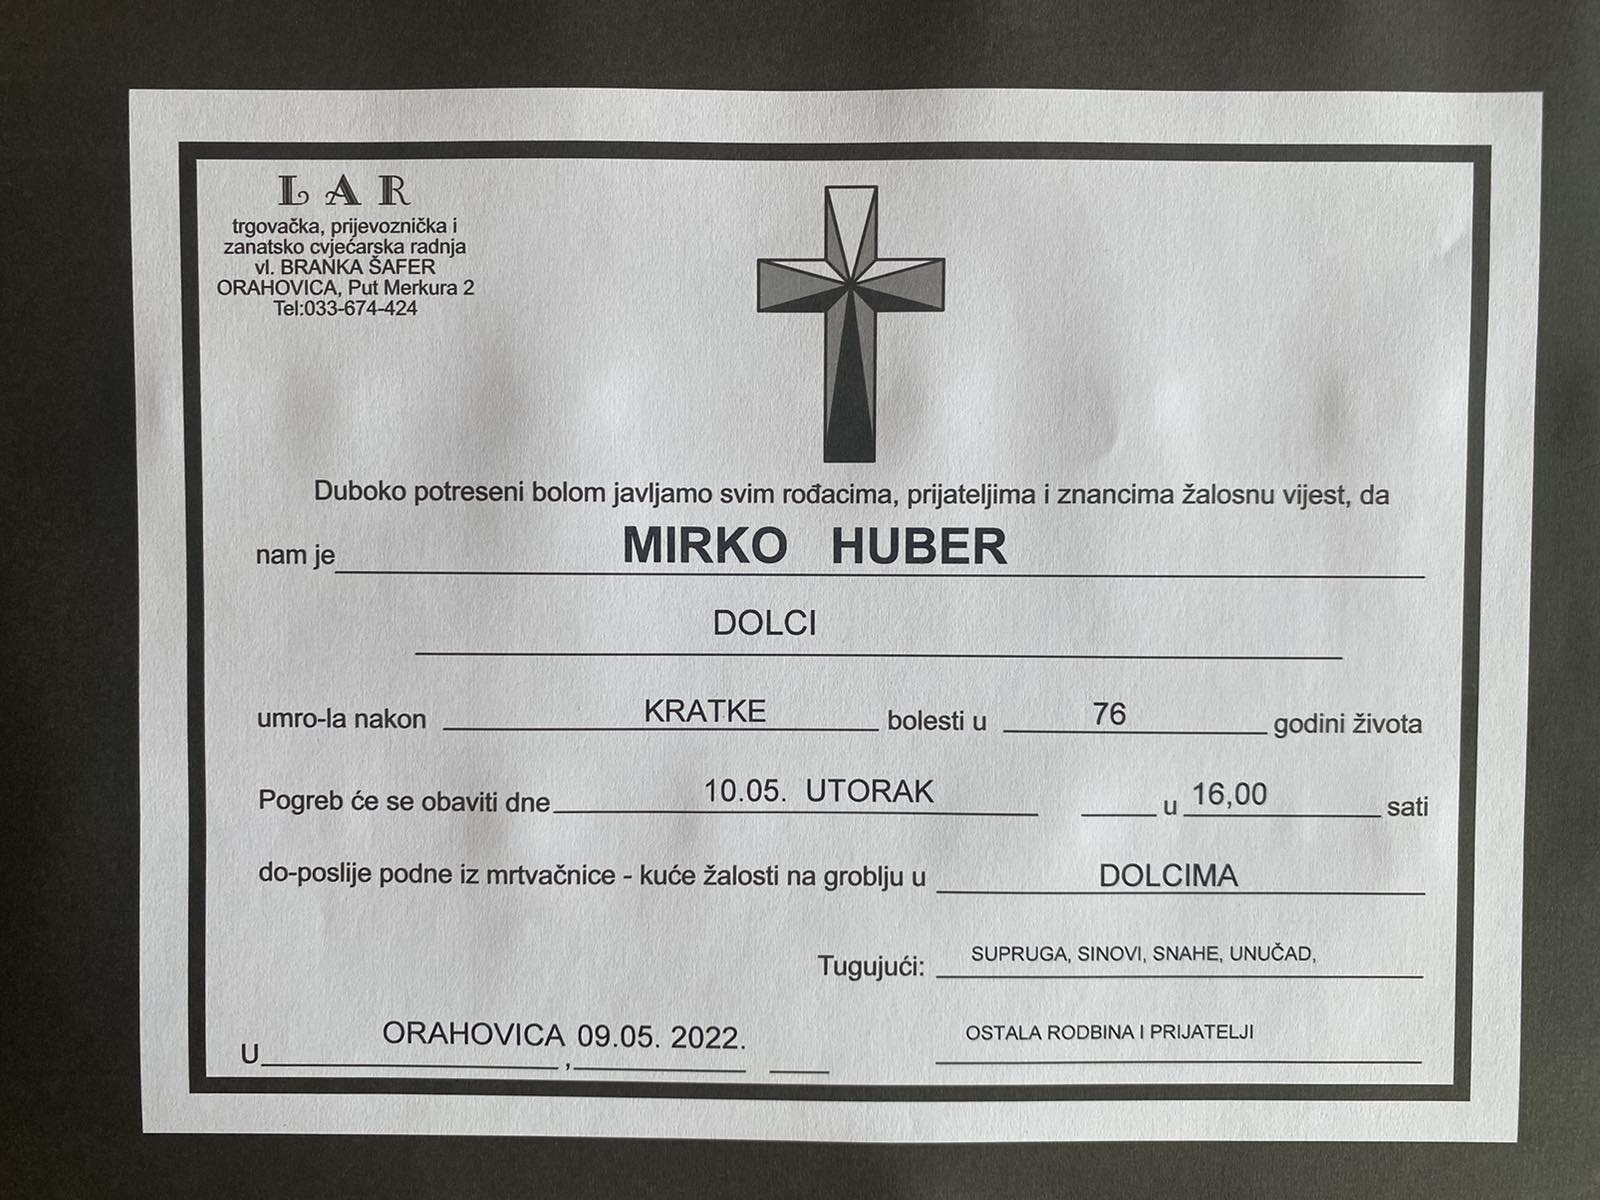 LAR
trgovačka, prijevoznička i
zanatsko cvjećarska radnja
vl. BRANKA ŠAFER
ORAHOVICA, Put Merkura 2
Tel:033-674-424
Duboko potreseni bolom javljamo svim rođacima, prijateljima i znancima žalosnu vijest, da
nam je MIRKO HUBER
DOLCI
umro-la nakon KRATKE bolesti u 76 godini života
Pogreb će se obaviti dne 10.05. UTORAK u 16,00 sati
do-poslije podne iz mrtvačnice - kuće žalosti na groblju u DOLCIMA
Tugujući: SUPRUGA, SINOVI, SNAHE, UNUČAD,
OSTALA RODBINA I PRIJATELJI
U ORAHOVICA, 09.05. 2022.